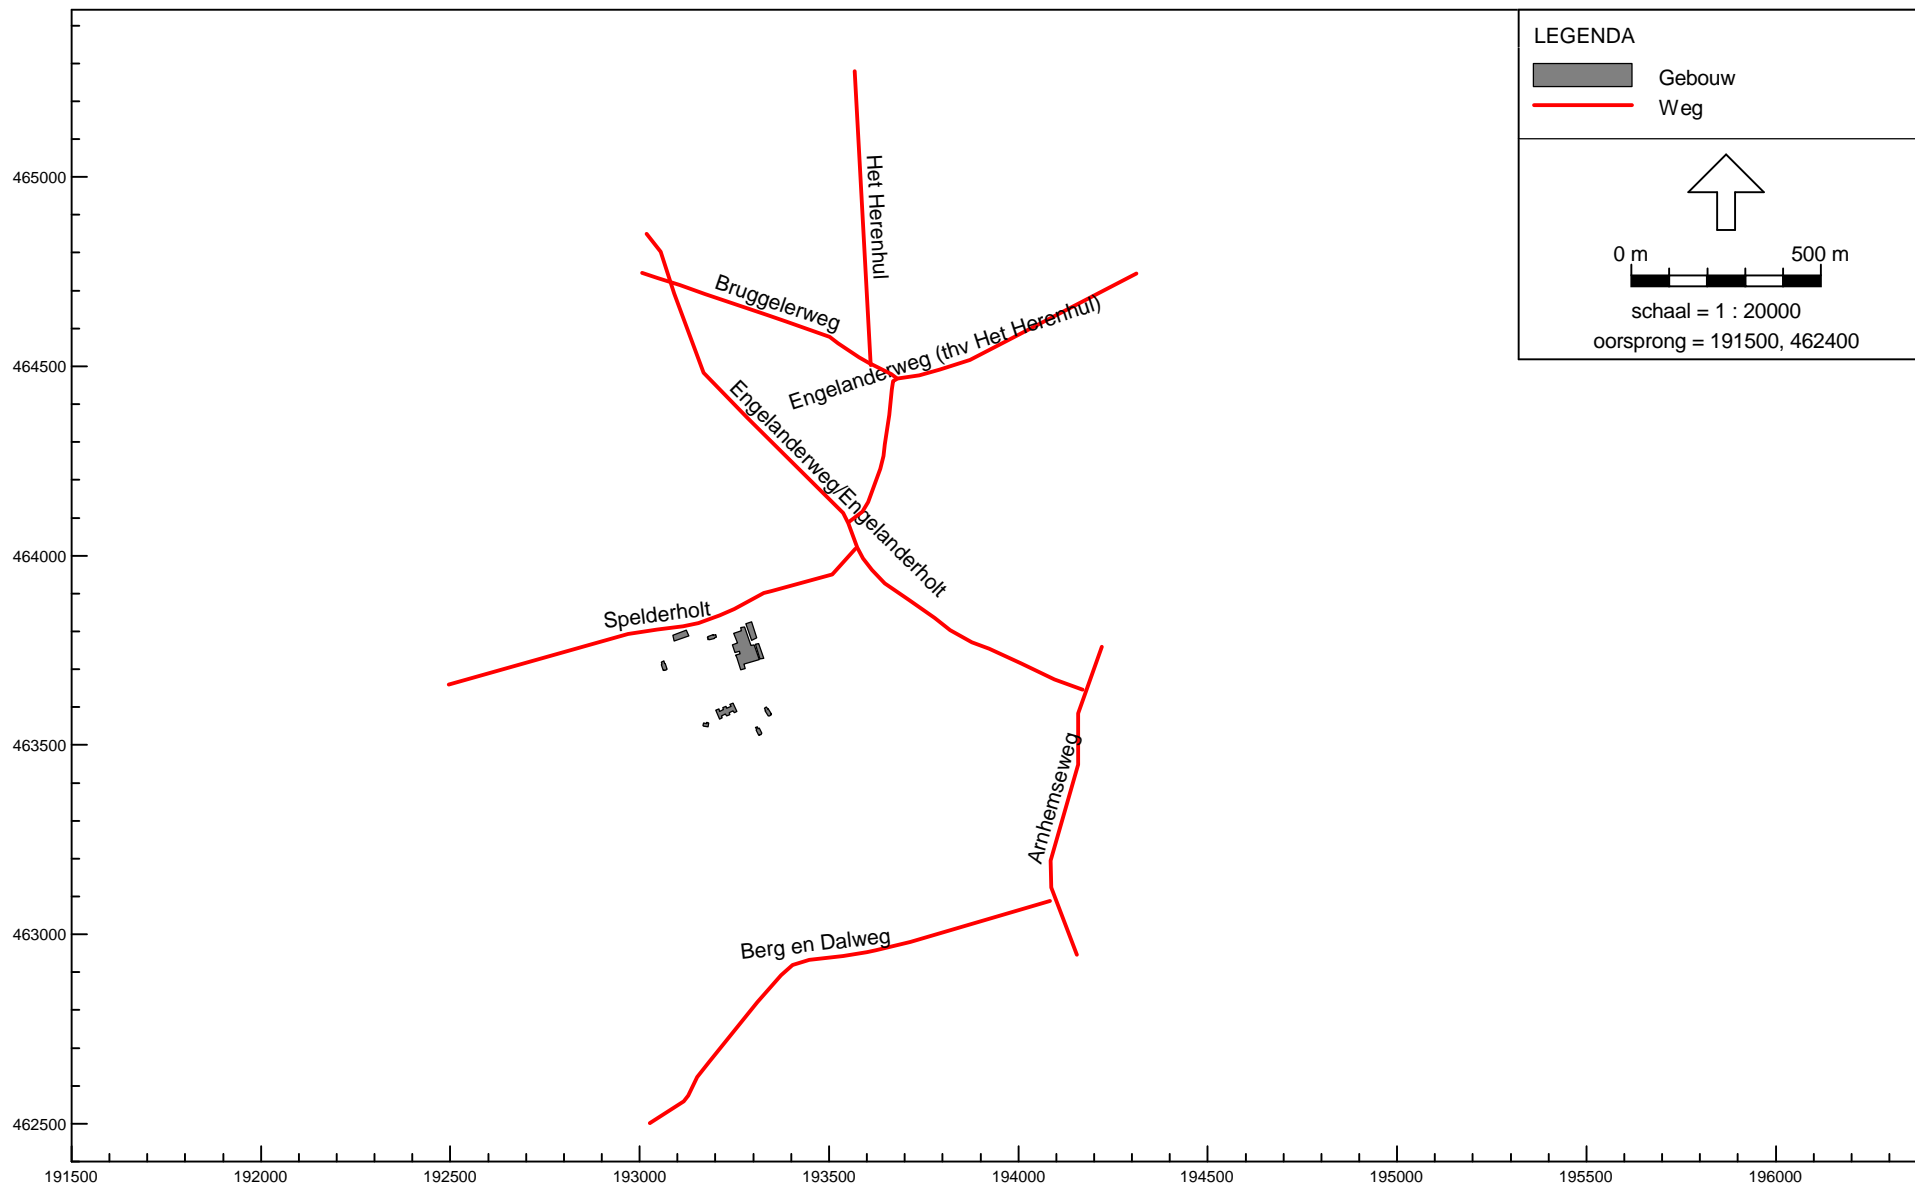 LEGENDA
Gebouw
Weg
0 m 500 m
schaal = 1 : 20000
oorsprong = 191500, 462400
Het Herenhul
Bruggelerweg
Engelanderweg (thv Het Herenhul)
Engelanderweg/Engelanderholt
Spelderholt
Arnhemseweg
Berg en Dalweg
465000
464500
464000
463500
463000
462500
191500 192000 192500 193000 193500 194000 194500 195000 195500 196000